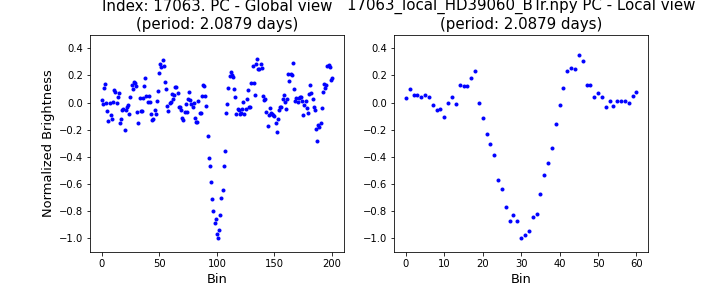 Index: 17063. PC - Global view
(period: 2.0879 days)
17063_local_HD39060_BTr.npy PC - Local view
(period: 2.0879 days)
Normalized Brightness
0.4
0.2
0.0
−0.2
−0.4
−0.6
−0.8
−1.0
0 50 100 150 200
Bin
0.4
0.2
0.0
−0.2
−0.4
−0.6
−0.8
−1.0
0 10 20 30 40 50 60
Bin